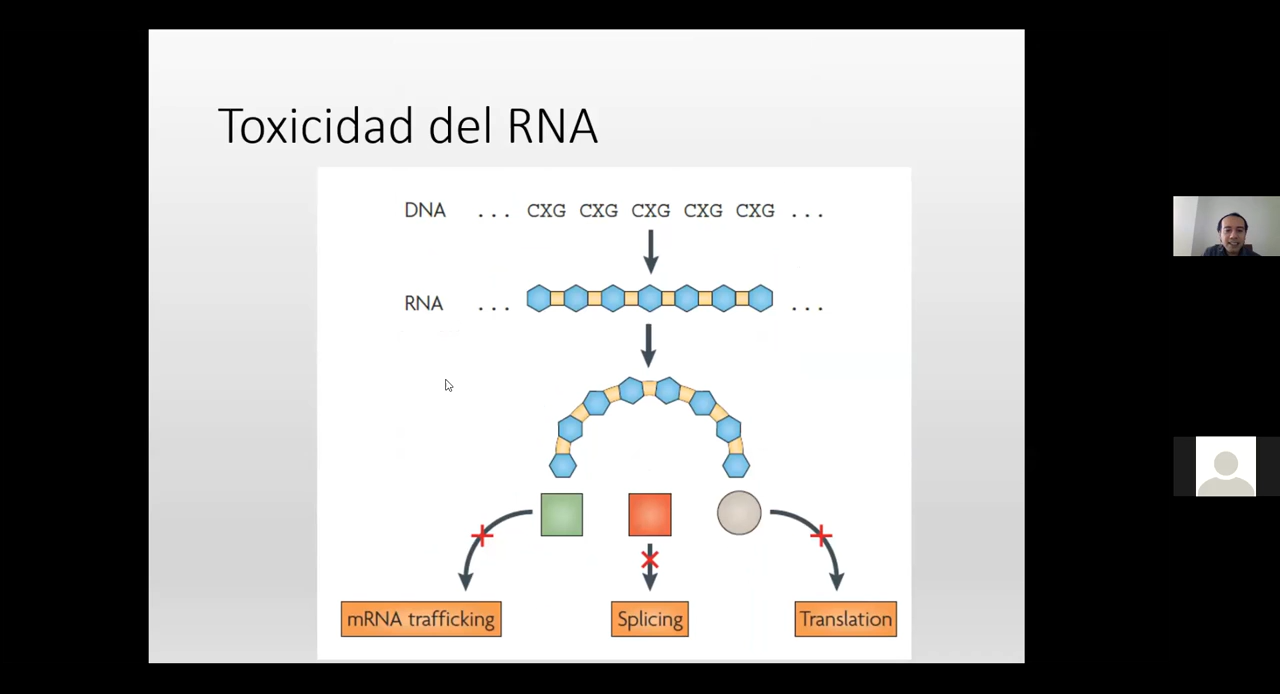 Toxicidad del RNA
DNA ... CXG CXG CXG CXG CXG ...
RNA ... ...
mRNA trafficking Splicing Translation